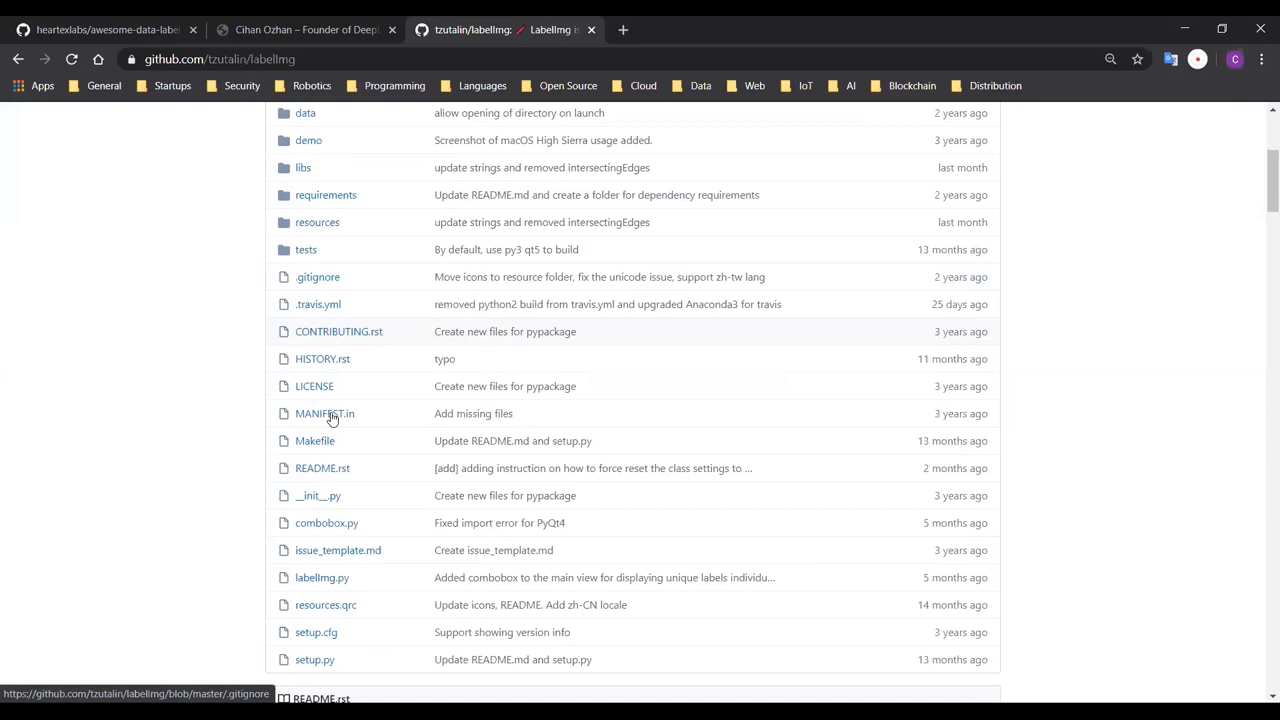 heartexlabs/awesome-data-label
Cihan Ozhan – Founder of DeepL
tzutalin/labelImg: 🖍 LabelImg is
github.com/tzutalin/labelImg
C
Apps General Startups Security Robotics Programming Languages Open Source Cloud Data Web IoT AI Blockchain Distribution
data allow opening of directory on launch 2 years ago
demo Screenshot of macOS High Sierra usage added. 3 years ago
libs update strings and removed intersectingEdges last month
requirements Update README.md and create a folder for dependency requirements 2 years ago
resources update strings and removed intersectingEdges last month
tests By default, use py3 qt5 to build 13 months ago
.gitignore Move icons to resource folder, fix the unicode issue, support zh-tw lang 2 years ago
.travis.yml removed python2 build from travis.yml and upgraded Anaconda3 for travis 25 days ago
CONTRIBUTING.rst Create new files for pypackage 3 years ago
HISTORY.rst typo 11 months ago
LICENSE Create new files for pypackage 3 years ago
MANIFEST.in Add missing files 3 years ago
Makefile Update README.md and setup.py 13 months ago
README.rst [add] adding instruction on how to force reset the class settings to ... 2 months ago
__init__.py Create new files for pypackage 3 years ago
combobox.py Fixed import error for PyQt4 5 months ago
issue_template.md Create issue_template.md 3 years ago
labelImg.py Added combobox to the main view for displaying unique labels individu... 5 months ago
resources.qrc Update icons, README. Add zh-CN locale 14 months ago
setup.cfg Support showing version info 3 years ago
setup.py Update README.md and setup.py 13 months ago
https://github.com/tzutalin/labelImg/blob/master/.gitignore
README.rst